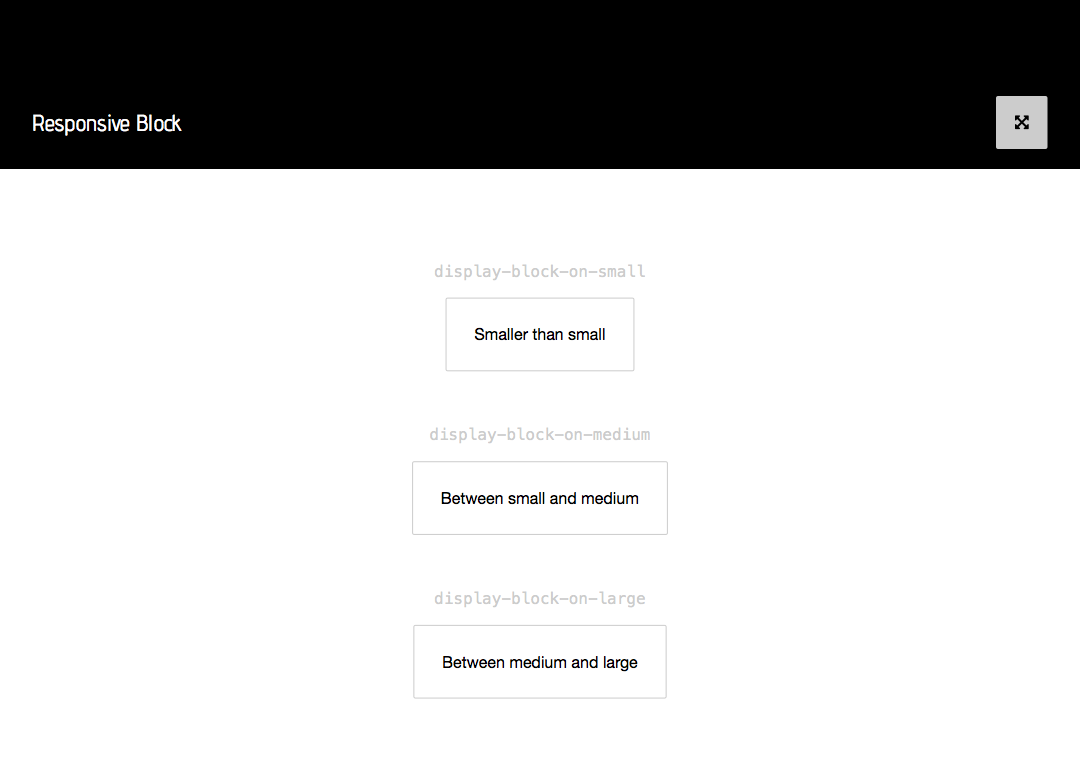 Responsive Block
display-block-on-small
Smaller than small
display-block-on-medium
Between small and medium
display-block-on-large
Between medium and large